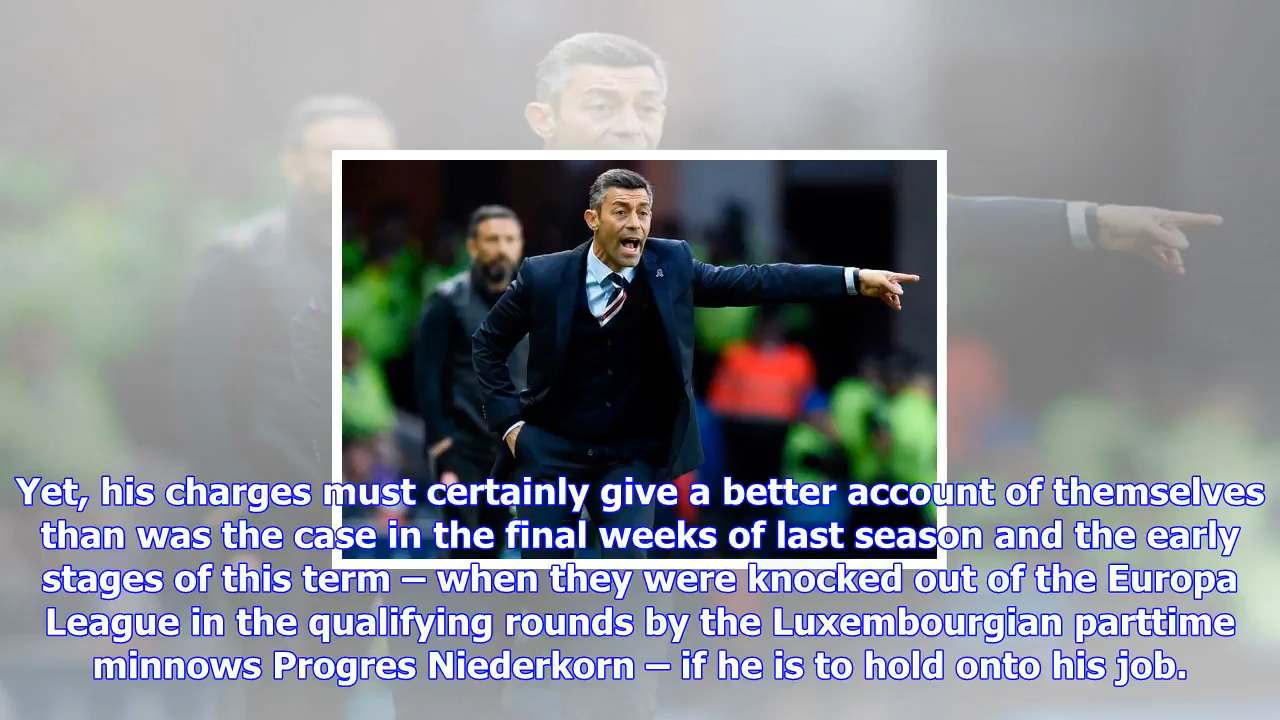 Yet, his charges must certainly give a better account of themselves
than was the case in the final weeks of last season and the early
stages of this term – when they were knocked out of the Europa
League in the qualifying rounds by the Luxembourgian parttime
minnows Progres Niederkorn – if he is to hold onto his job.